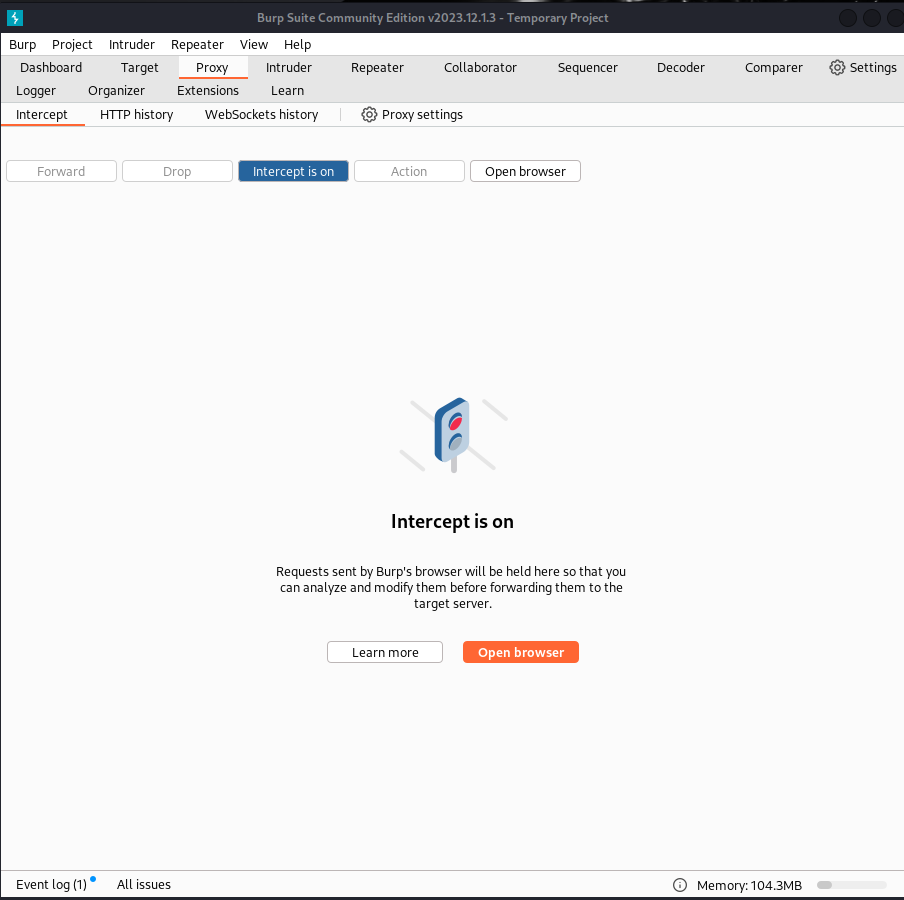 Burp Suite Community Edition v2023.12.1.3 - Temporary Project
Burp Project Intruder Repeater View Help
Dashboard Target Proxy Intruder Repeater Collaborator Sequencer Decoder Comparer Settings
Logger Organizer Extensions Learn
Intercept HTTP history WebSockets history Proxy settings
Forward Drop Intercept is on Action Open browser
Intercept is on
Requests sent by Burp's browser will be held here so that you
can analyze and modify them before forwarding them to the
target server.
Learn more Open browser
Event log (1) All issues Memory: 104.3MB